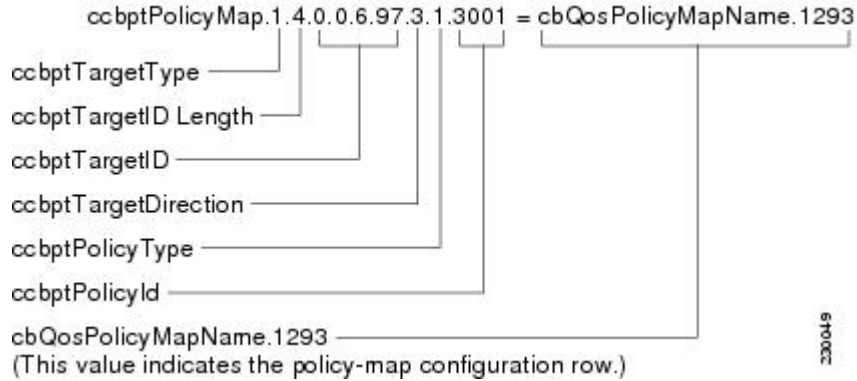 ccbptPolicyMap.1.4.0.0.6.97.3.1.3001 = cbQosPolicyMapName.1293
ccbptTargetType
ccbptTargetID Length
ccbptTargetID
ccbptTargetDirection
ccbptPolicyType
ccbptPolicyId
cbQosPolicyMapName.1293
(This value indicates the policy-map configuration row.)
230049